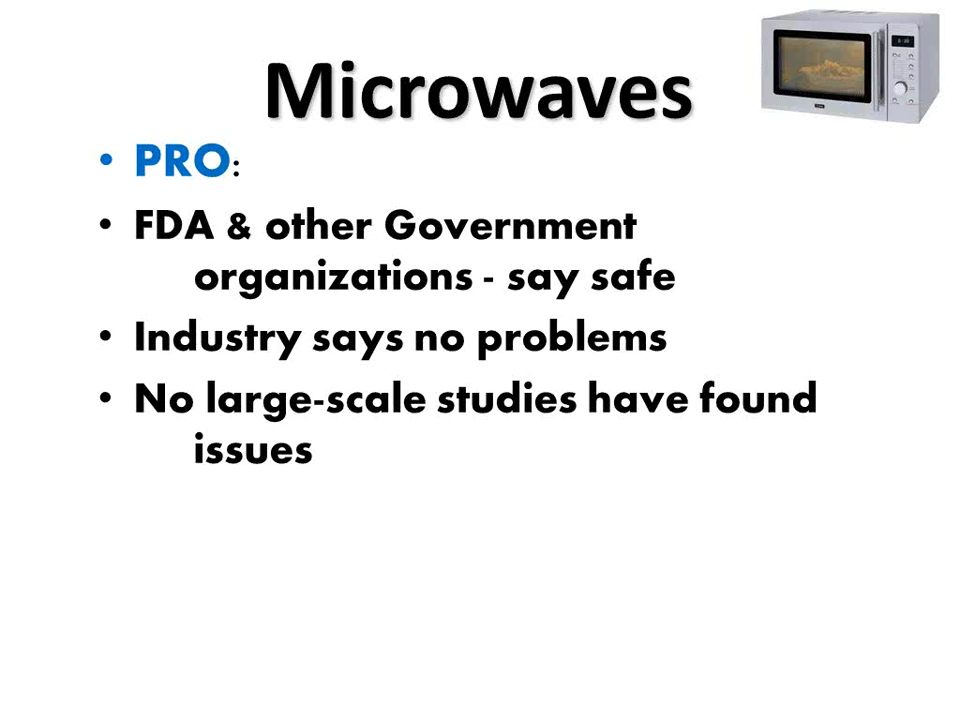 Microwaves
• PRO:
• FDA & other Government
organizations - say safe
• Industry says no problems
• No large-scale studies have found
issues